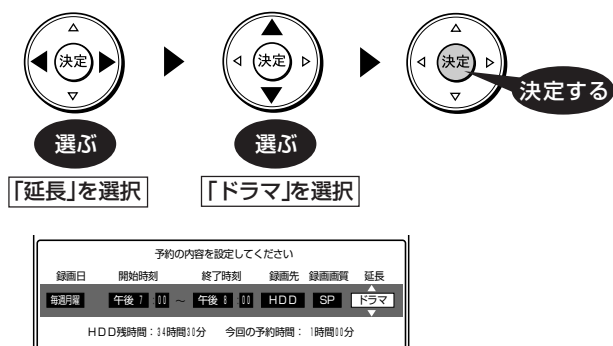 決定 決定 決定
決定する
選ぶ 選ぶ
「延長」を選択 「ドラマ」を選択
予約の内容を設定してください
録画日 開始時刻 終了時刻 録画先 録画画質 延長
毎週月曜 午後 7:00 ～ 午後 8:00 HDD SP ドラマ
HDD残時間：34時間30分 今回の予約時間： 1時間00分